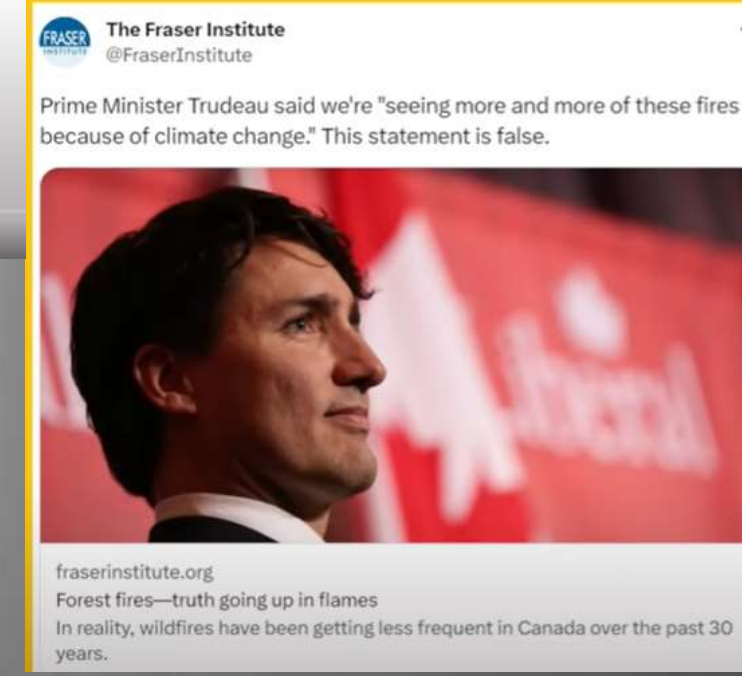 FRASER
INSTITUTE
The Fraser Institute
@FraserInstitute
Prime Minister Trudeau said we're "seeing more and more of these fires
because of climate change." This statement is false.
Liberal
fraserinstitute.org
Forest fires—truth going up in flames
In reality, wildfires have been getting less frequent in Canada over the past 30
years.